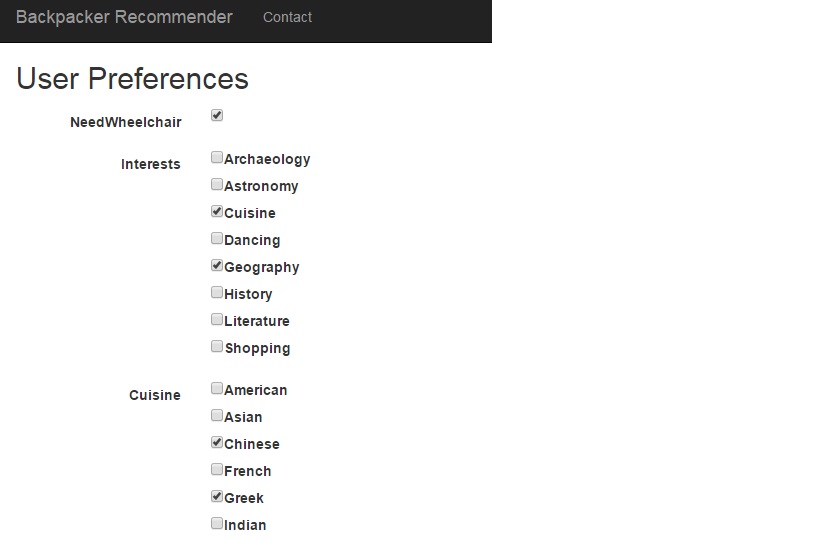 Backpacker Recommender Contact
User Preferences
NeedWheelchair
Interests Archaeology
Astronomy
Cuisine
Dancing
Geography
History
Literature
Shopping
Cuisine American
Asian
Chinese
French
Greek
Indian